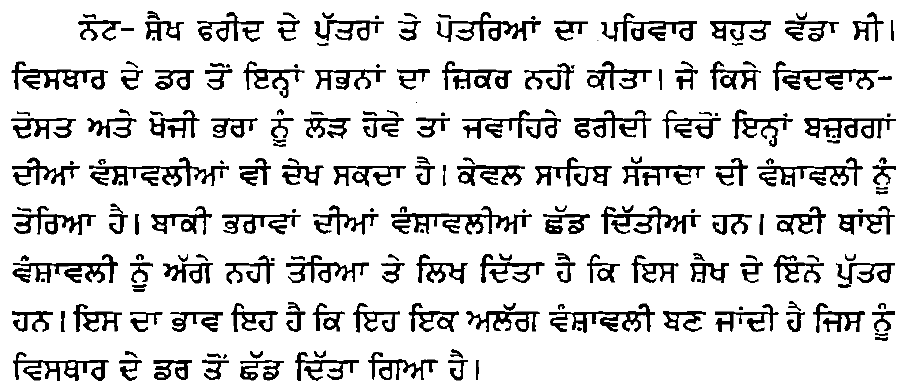 ਨੋਟ- ਸ਼ੈਖ ਫਰੀਦ ਦੇ ਪੁੱਤਰਾਂ ਤੇ ਪੋਤਰਿਆਂ ਦਾ ਪਰਿਵਾਰ ਬਹੁਤ ਵੱਡਾ ਸੀ।
ਵਿਸਥਾਰ ਦੇ ਡਰ ਤੋਂ ਇਨ੍ਹਾਂ ਸਭਨਾਂ ਦਾ ਜ਼ਿਕਰ ਨਹੀਂ ਕੀਤਾ। ਜੇ ਕਿਸੇ ਵਿਦਵਾਨ-
ਦੋਸਤ ਅਤੇ ਖੋਜੀ ਭਰਾ ਨੂੰ ਲੋੜ ਹੋਵੇ ਤਾਂ ਜਵਾਹਿਰੇ ਫਰੀਦੀ ਵਿਚੋਂ ਇਨ੍ਹਾਂ ਬਜ਼ੁਰਗਾਂ
ਦੀਆਂ ਵੰਸ਼ਾਵਲੀਆਂ ਵੀ ਦੇਖ ਸਕਦਾ ਹੈ। ਕੇਵਲ ਸਾਹਿਬ ਸੱਜਾਦਾ ਦੀ ਵੰਸ਼ਾਵਲੀ ਨੂੰ
ਤੋਰਿਆ ਹੈ। ਬਾਕੀ ਭਰਾਵਾਂ ਦੀਆਂ ਵੰਸ਼ਾਵਲੀਆਂ ਛੱਡ ਦਿੱਤੀਆਂ ਹਨ। ਕਈ ਥਾਂਈ
ਵੰਸ਼ਾਵਲੀ ਨੂੰ ਅੱਗੇ ਨਹੀਂ ਤੋਰਿਆ ਤੇ ਲਿਖ ਦਿੱਤਾ ਹੈ ਕਿ ਇਸ ਸ਼ੈਖ ਦੇ ਇੰਨੇ ਪੁੱਤਰ
ਹਨ। ਇਸ ਦਾ ਭਾਵ ਇਹ ਹੈ ਕਿ ਇਹ ਇਕ ਅਲੱਗ ਵੰਸ਼ਾਵਲੀ ਬਣ ਜਾਂਦੀ ਹੈ ਜਿਸ ਨੂੰ
ਵਿਸਥਾਰ ਦੇ ਡਰ ਤੋਂ ਛੱਡ ਦਿੱਤਾ ਗਿਆ ਹੈ।